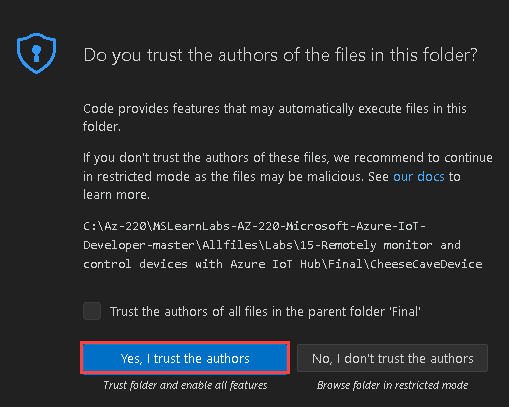 Do you trust the authors of the files in this folder?
Code provides features that may automatically execute files in this
folder.
If you don't trust the authors of these files, we recommend to continue
in restricted mode as the files may be malicious. See our docs to
learn more.
C:\Az-220\MSLearnLabs-AZ-220-Microsoft-Azure-IoT-
Developer-master\Allfiles\Labs\15-Remotely monitor and
control devices with Azure IoT Hub\Final\CheeseCaveDevice
Trust the authors of all files in the parent folder 'Final'
Yes, I trust the authors
No, I don't trust the authors
Trust folder and enable all features
Browse folder in restricted mode